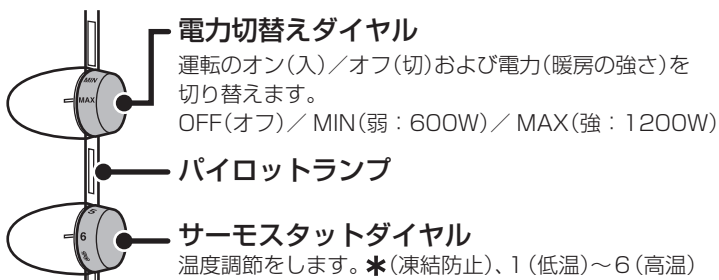 電力切替えダイヤル
運転のオン(入)／オフ(切)および電力(暖房の強さ)を
切り替えます。
OFF(オフ)／ MIN(弱：600W)／ MAX(強：1200W)
MIN
MAX
パイロットランプ
サーモスタットダイヤル
温度調節をします。✱(凍結防止)、1(低温)～6(高温)
5
6